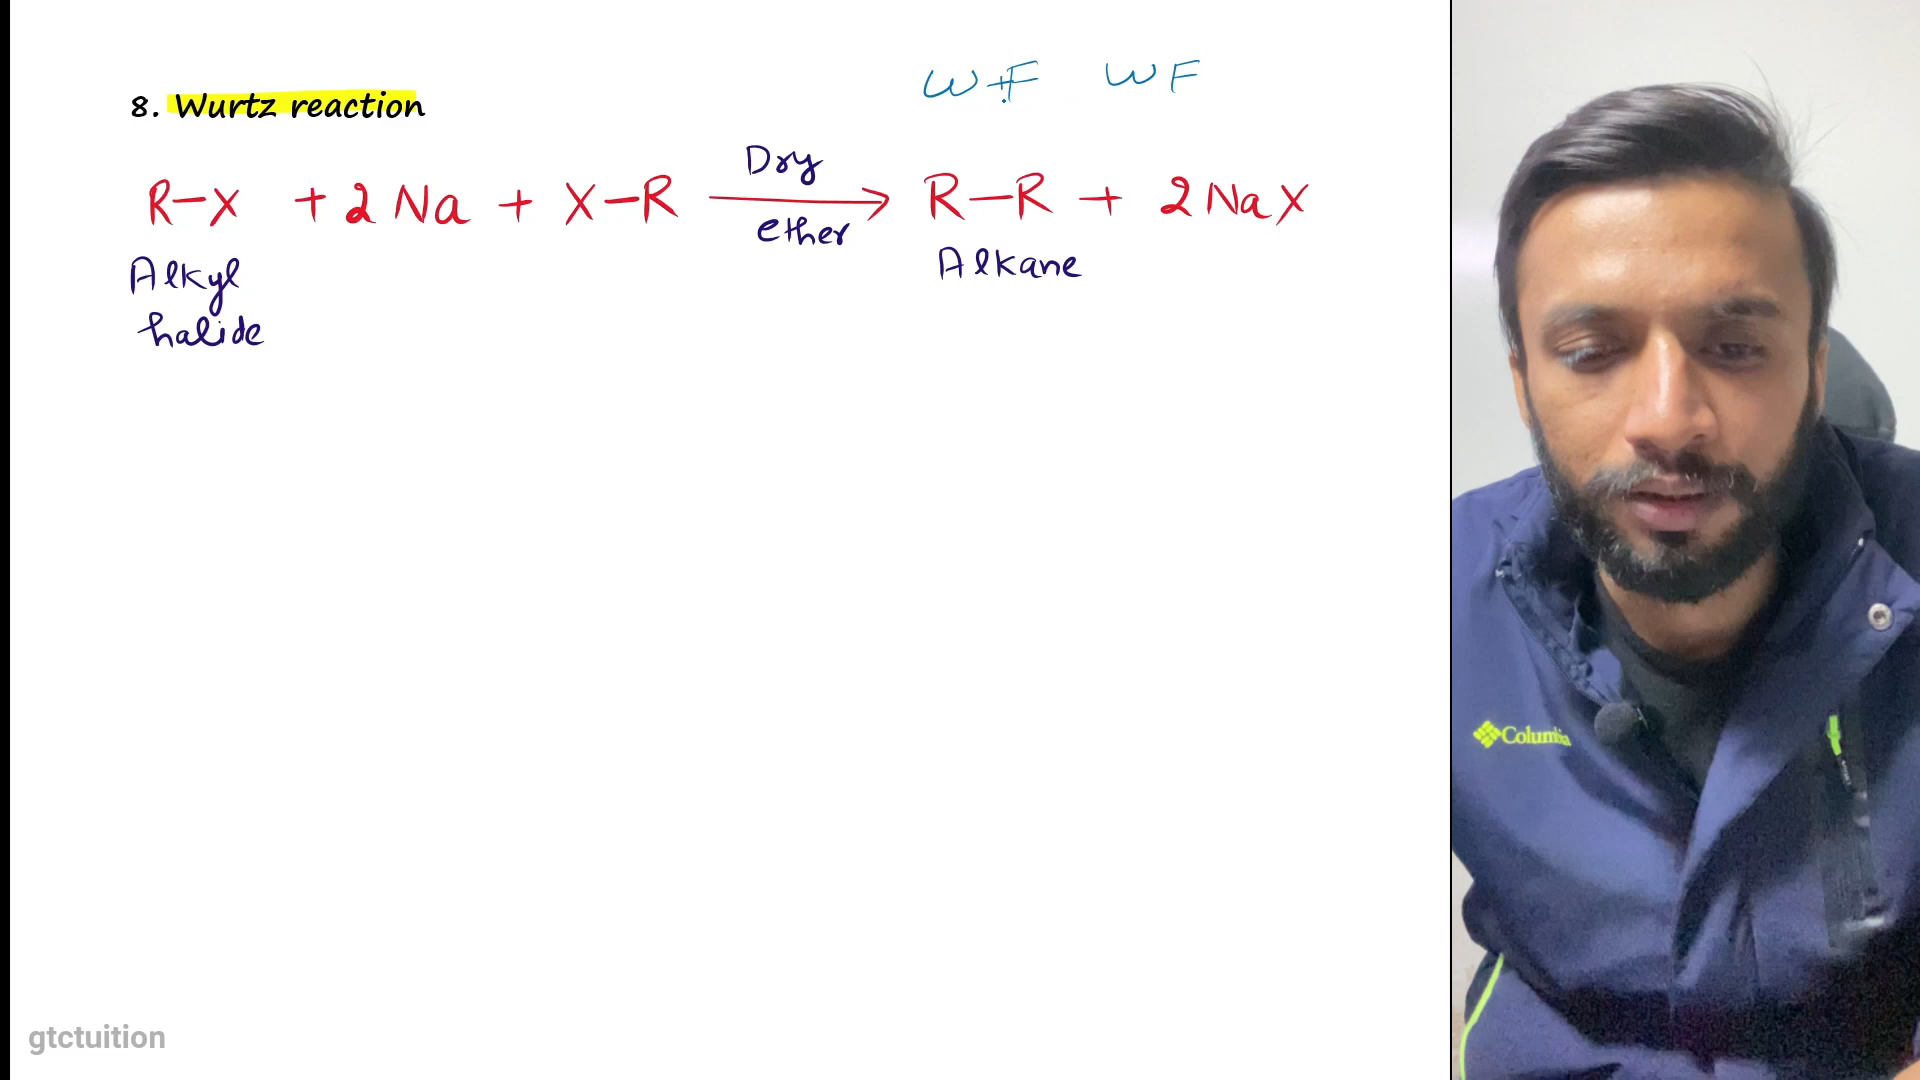 W+F WF
8. Wurtz reaction
R-X + 2 Na + X-R Dry ether → R-R + 2 NaX
Alkyl halide
Alkane
Columbia
gtctuition